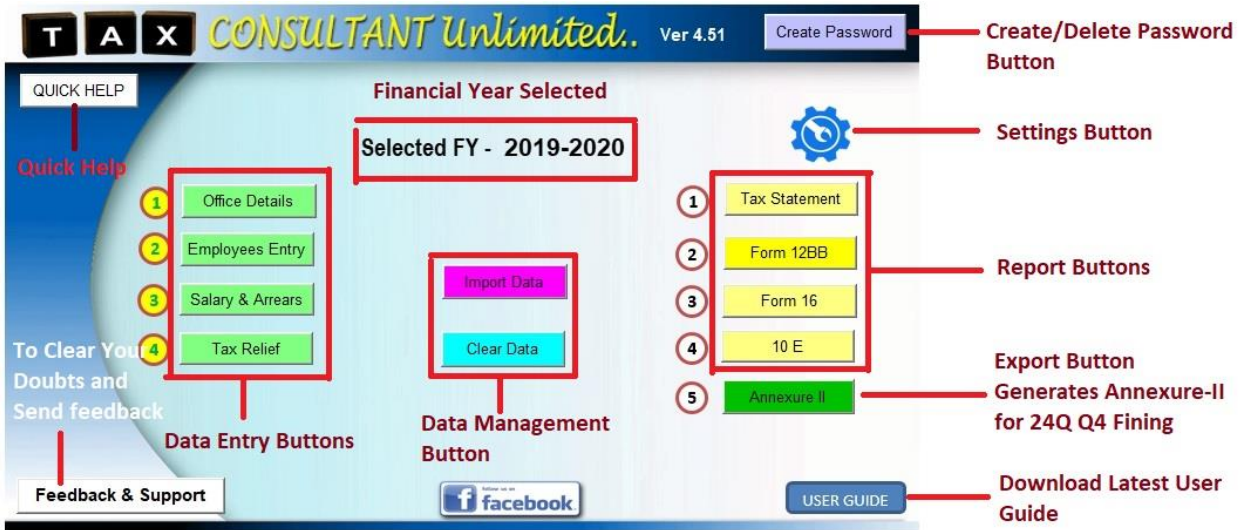 TAX CONSULTANT Unlimited.. Ver 4.51
Create Password
Create/Delete Password
Button
QUICK HELP
Quick Help
Financial Year Selected
Selected FY - 2019-2020
Settings Button
1 Office Details
2 Employees Entry
3 Salary & Arrears
4 Tax Relief
Data Entry Buttons
Import Data
Clear Data
Data Management
Button
1 Tax Statement
2 Form 12BB
3 Form 16
4 10 E
Report Buttons
5 Annexure II
Export Button
Generates Annexure-II
for 24Q Q4 Fining
To Clear Your
Doubts and
Send feedback
Feedback & Support
follow us on
facebook
USER GUIDE
Download Latest User
Guide